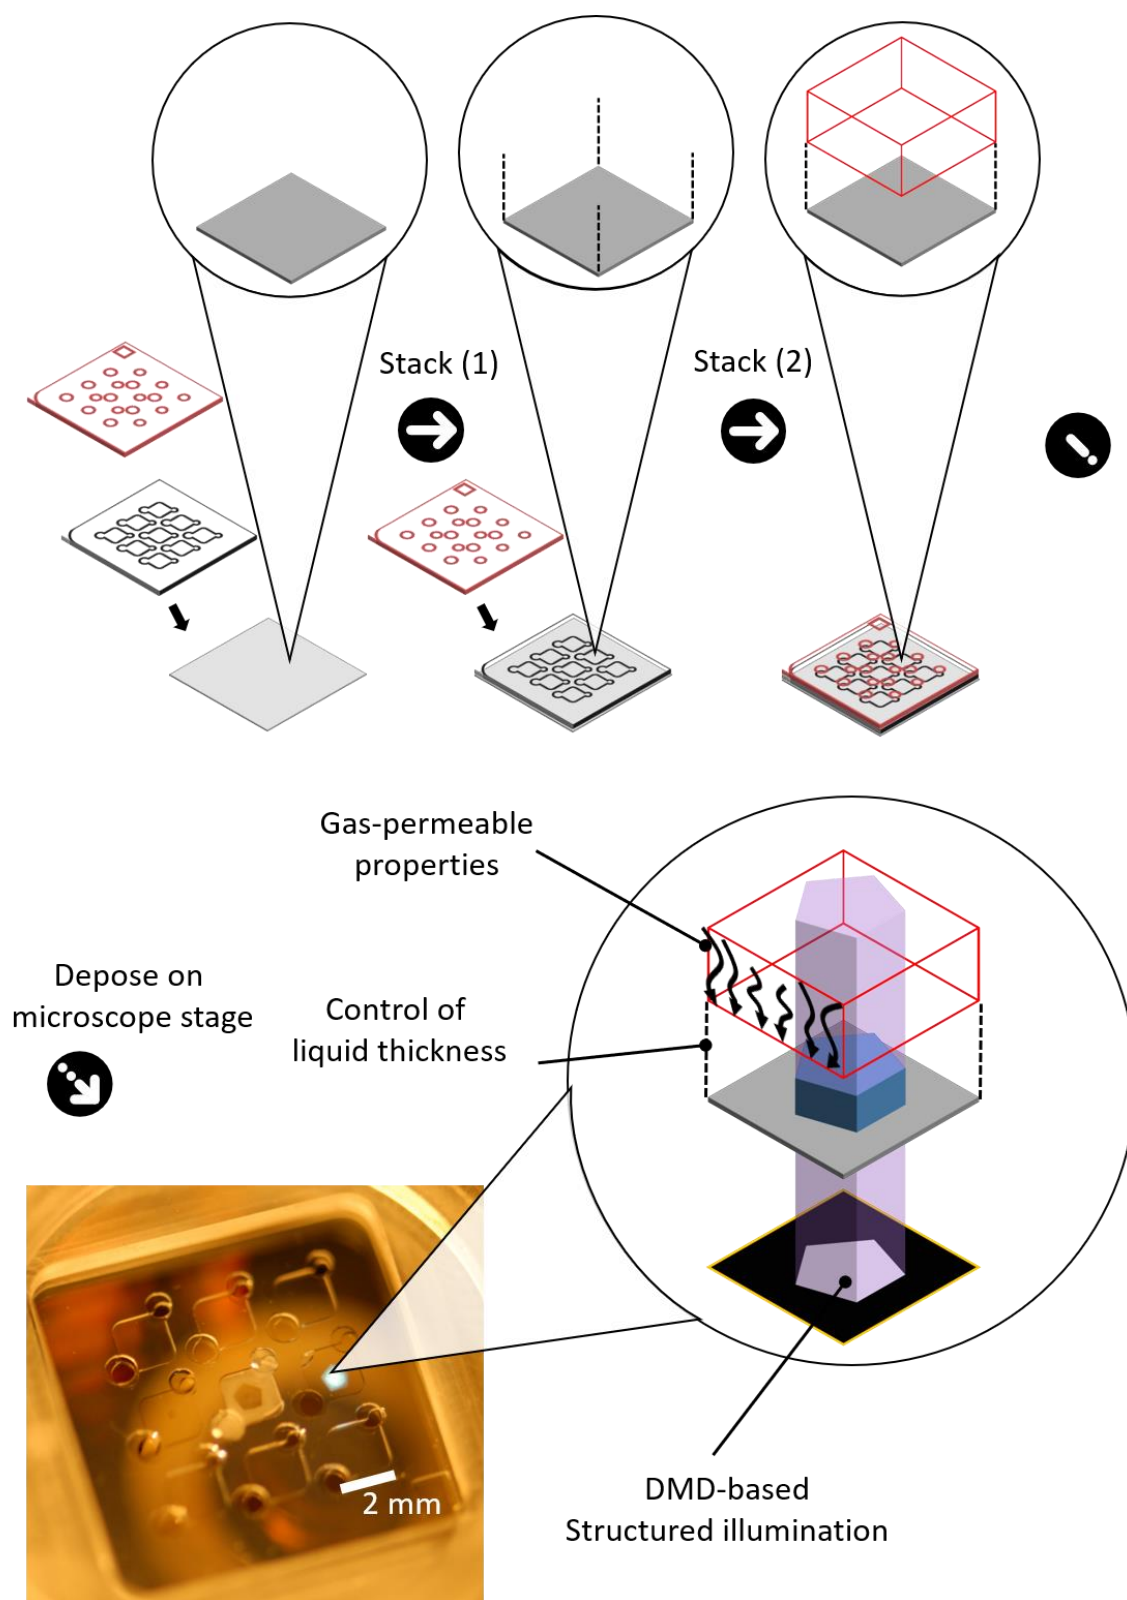 Stack (1)
Stack (2)
Gas-permeable
properties
Depose on
microscope stage
Control of
liquid thickness
2 mm
DMD-based
Structured illumination